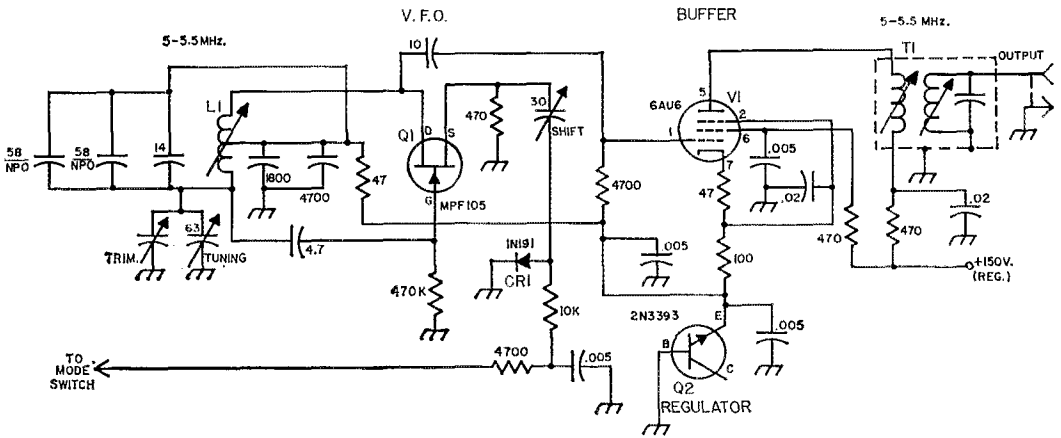 V.F.O.
BUFFER
5-5.5 MHz.
5-5.5 MHz.
T1
OUTPUT
10
L1
30
SHIFT
470
Q1
D
S
G
MPF105
6AU6
V1
5
2
6
1
7
.005
.02
47
58
NPO
58
NPO
14
1800
4700
47
4700
470
470
.02
+150V.
(REG.)
TRIM.
63
TUNING
4.7
470K
1N191
CR1
.005
100
10K
2N3393
E
B
C
.005
Q2
REGULATOR
TO
MODE
SWITCH
4700
.005